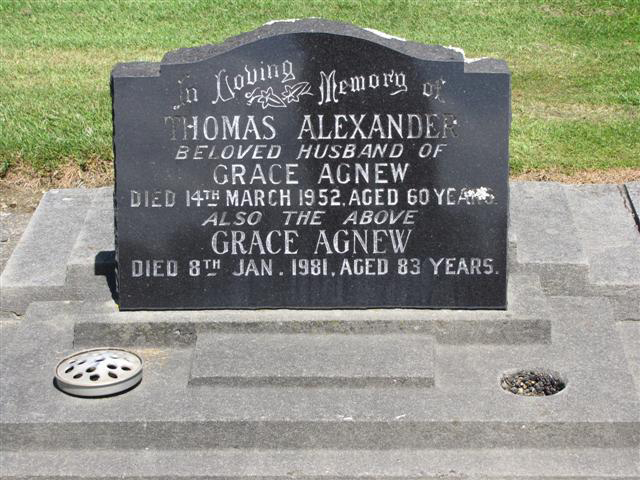 In Loving Memory of
THOMAS ALEXANDER
BELOVED HUSBAND OF
GRACE AGNEW
DIED 14TH MARCH 1952, AGED 60 YEARS.
ALSO THE ABOVE
GRACE AGNEW
DIED 8TH JAN. 1981, AGED 83 YEARS.